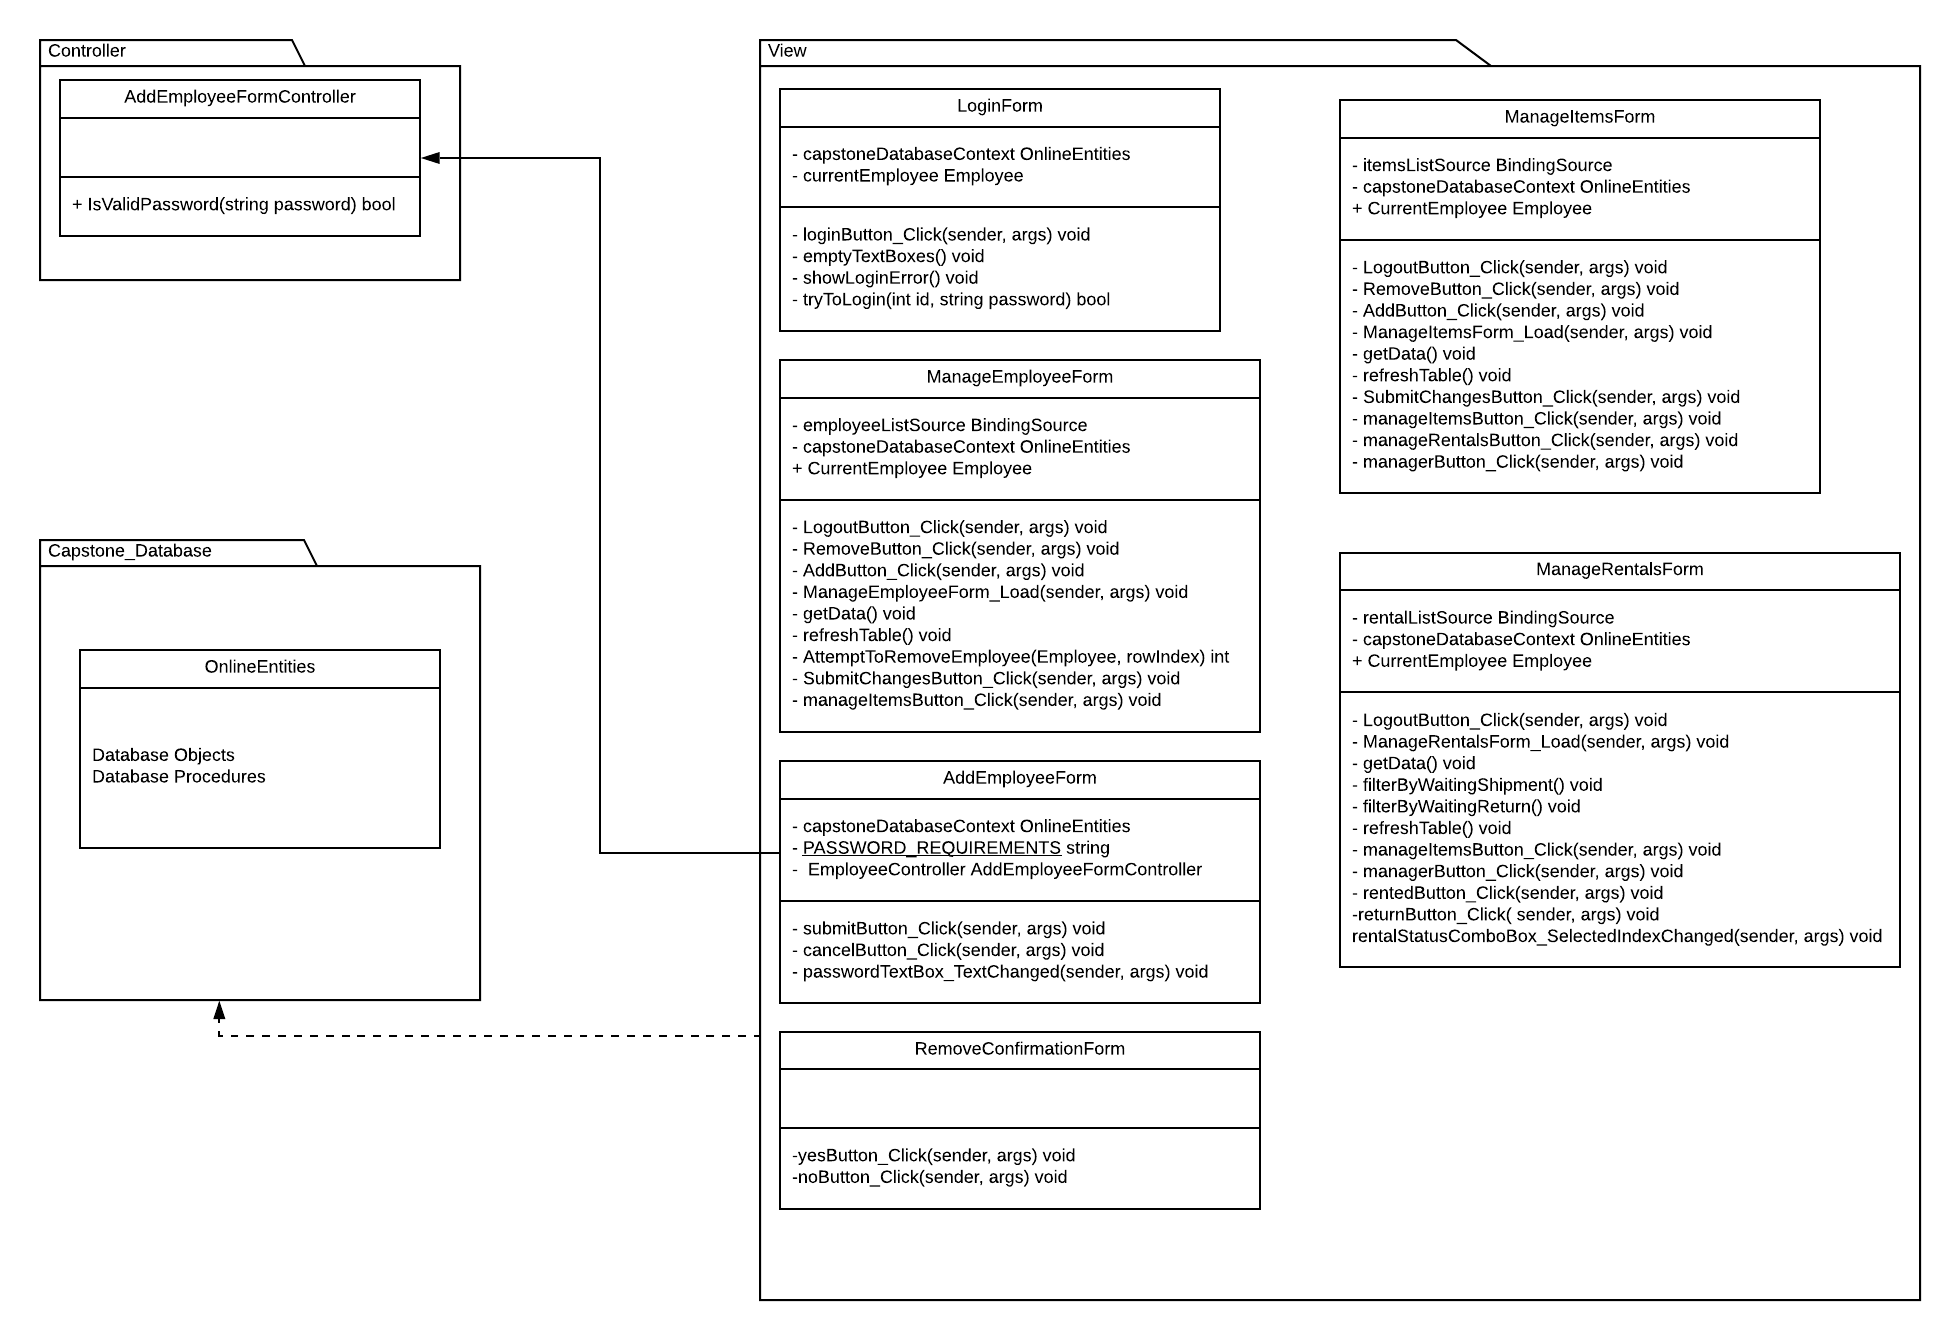 Controller
AddEmployeeFormController
+ IsValidPassword(string password) bool
Capstone_Database
OnlineEntities
Database Objects
Database Procedures
View
LoginForm
- capstoneDatabaseContext OnlineEntities
- currentEmployee Employee
- loginButton_Click(sender, args) void
- emptyTextBoxes() void
- showLoginError() void
- tryToLogin(int id, string password) bool
ManageEmployeeForm
- employeeListSource BindingSource
- capstoneDatabaseContext OnlineEntities
+ CurrentEmployee Employee
- LogoutButton_Click(sender, args) void
- RemoveButton_Click(sender, args) void
- AddButton_Click(sender, args) void
- ManageEmployeeForm_Load(sender, args) void
- getData() void
- refreshTable() void
- AttemptToRemoveEmployee(Employee, rowIndex) int
- SubmitChangesButton_Click(sender, args) void
- manageItemsButton_Click(sender, args) void
AddEmployeeForm
- capstoneDatabaseContext OnlineEntities
- PASSWORD_REQUIREMENTS string
-  EmployeeController AddEmployeeFormController
- submitButton_Click(sender, args) void
- cancelButton_Click(sender, args) void
- passwordTextBox_TextChanged(sender, args) void
RemoveConfirmationForm
-yesButton_Click(sender, args) void
-noButton_Click(sender, args) void
ManageItemsForm
- itemsListSource BindingSource
- capstoneDatabaseContext OnlineEntities
+ CurrentEmployee Employee
- LogoutButton_Click(sender, args) void
- RemoveButton_Click(sender, args) void
- AddButton_Click(sender, args) void
- ManageItemsForm_Load(sender, args) void
- getData() void
- refreshTable() void
- SubmitChangesButton_Click(sender, args) void
- manageItemsButton_Click(sender, args) void
- manageRentalsButton_Click(sender, args) void
- managerButton_Click(sender, args) void
ManageRentalsForm
- rentalListSource BindingSource
- capstoneDatabaseContext OnlineEntities
+ CurrentEmployee Employee
- LogoutButton_Click(sender, args) void
- ManageRentalsForm_Load(sender, args) void
- getData() void
- filterByWaitingShipment() void
- filterByWaitingReturn() void
- refreshTable() void
- manageItemsButton_Click(sender, args) void
- managerButton_Click(sender, args) void
- rentedButton_Click(sender, args) void
-returnButton_Click( sender, args) void
rentalStatusComboBox_SelectedIndexChanged(sender, args) void